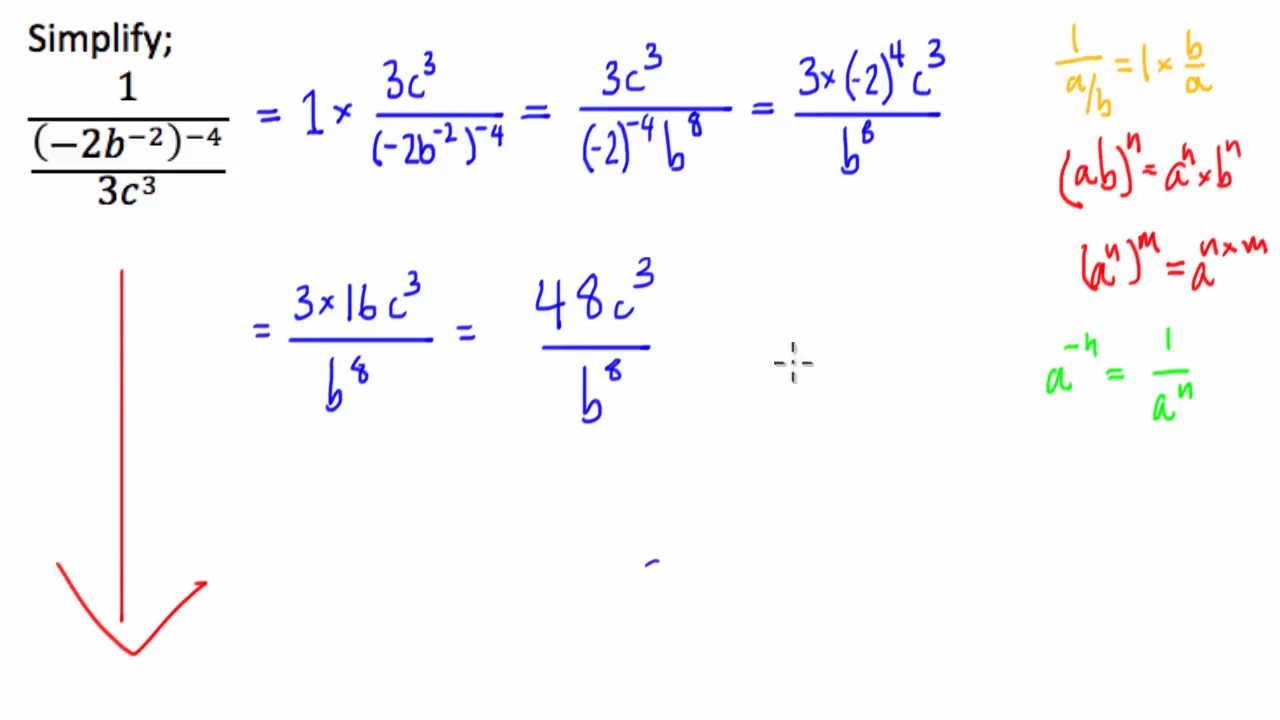 Simplify;
1 / ((−2b⁻²)⁻⁴ / 3c³) = 1 × 3c³ / (-2b⁻²)⁻⁴ = 3c³ / (-2)⁻⁴ b⁸ = 3 × (-2)⁴ c³ / b⁸
= 3 × 16 c³ / b⁸ = 48c³ / b⁸
1 / (a/b) = 1 × b/a
(ab)ⁿ = aⁿ × bⁿ
(aⁿ)ᵐ = aⁿ ˣ ᵐ
a⁻ⁿ = 1 / aⁿ